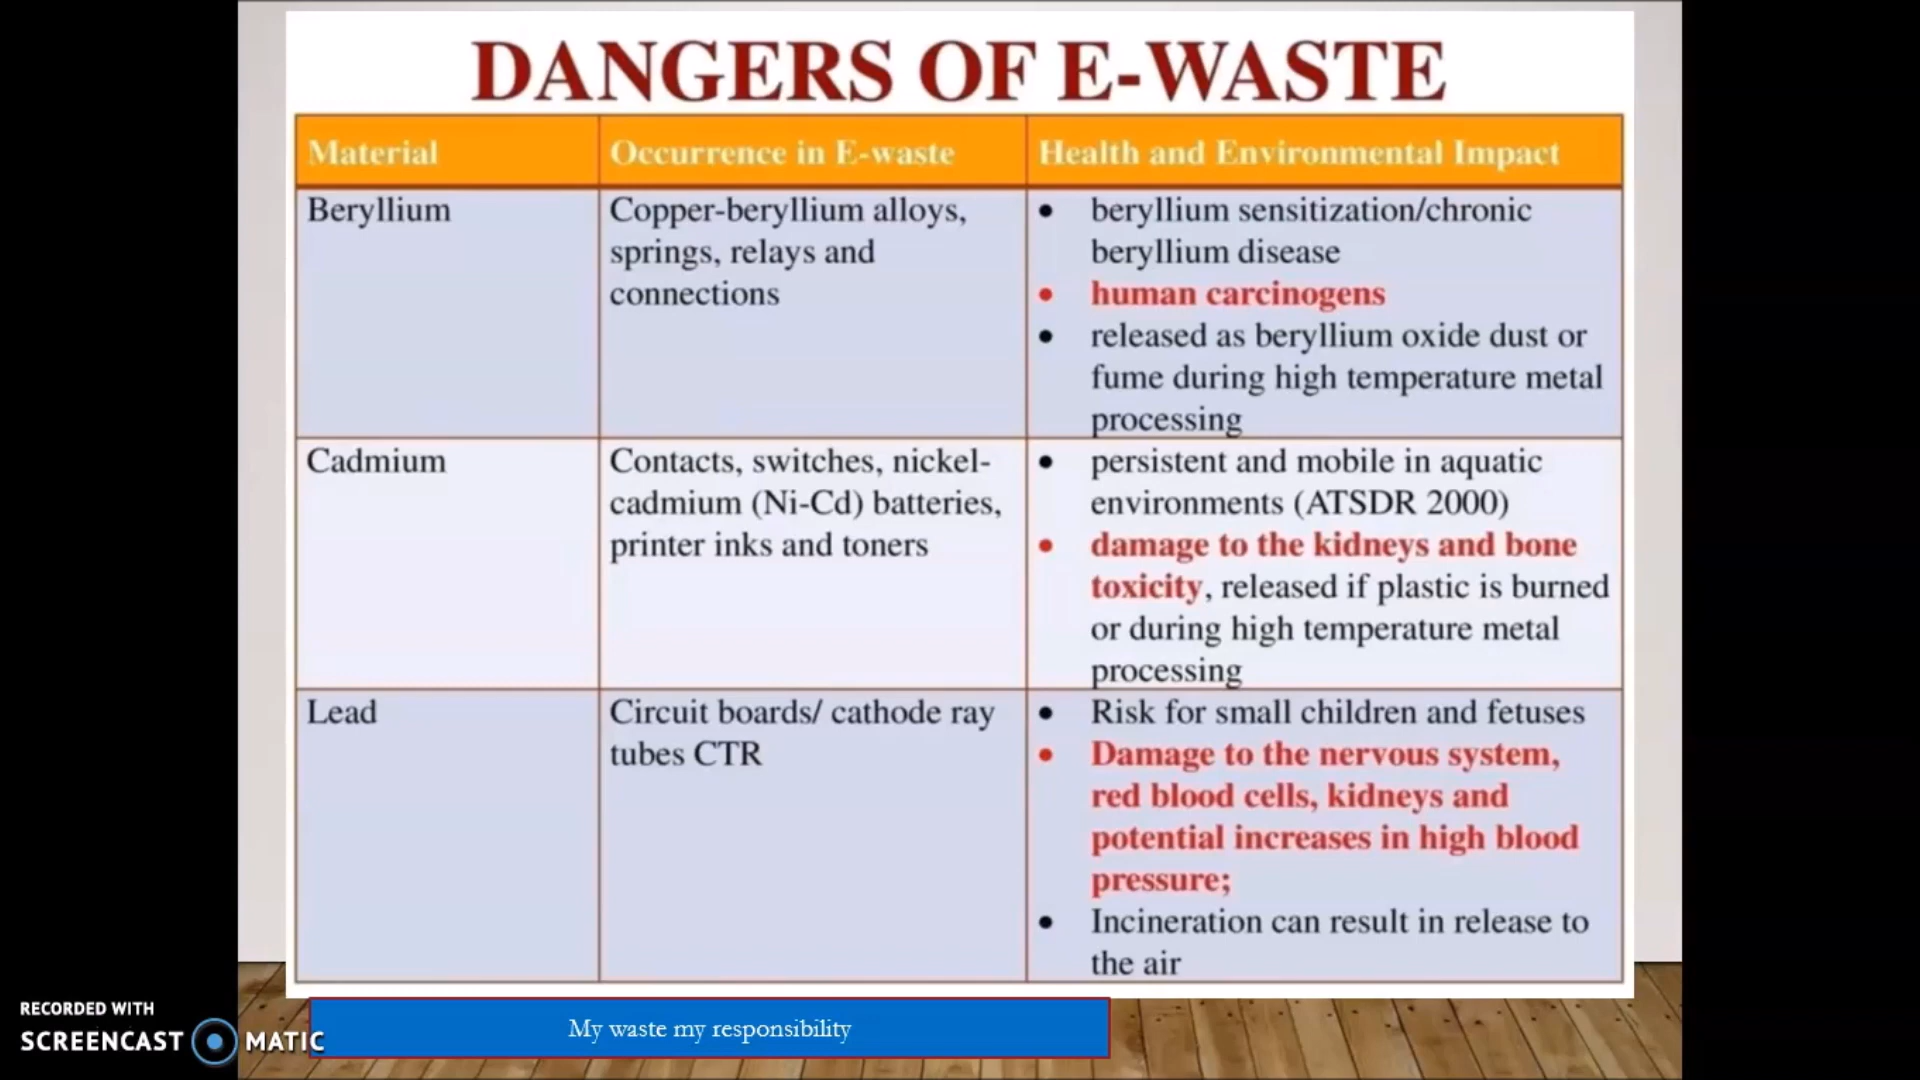 DANGERS OF E-WASTE
Material
Occurrence in E-waste
Health and Environmental Impact
Beryllium
Copper-beryllium alloys,
springs, relays and
connections
• beryllium sensitization/chronic
beryllium disease
• human carcinogens
• released as beryllium oxide dust or
fume during high temperature metal
processing
Cadmium
Contacts, switches, nickel-
cadmium (Ni-Cd) batteries,
printer inks and toners
• persistent and mobile in aquatic
environments (ATSDR 2000)
• damage to the kidneys and bone
toxicity, released if plastic is burned
or during high temperature metal
processing
Lead
Circuit boards/ cathode ray
tubes CTR
• Risk for small children and fetuses
• Damage to the nervous system,
red blood cells, kidneys and
potential increases in high blood
pressure;
• Incineration can result in release to
the air
My waste my responsibility
RECORDED WITH
SCREENCAST MATIC